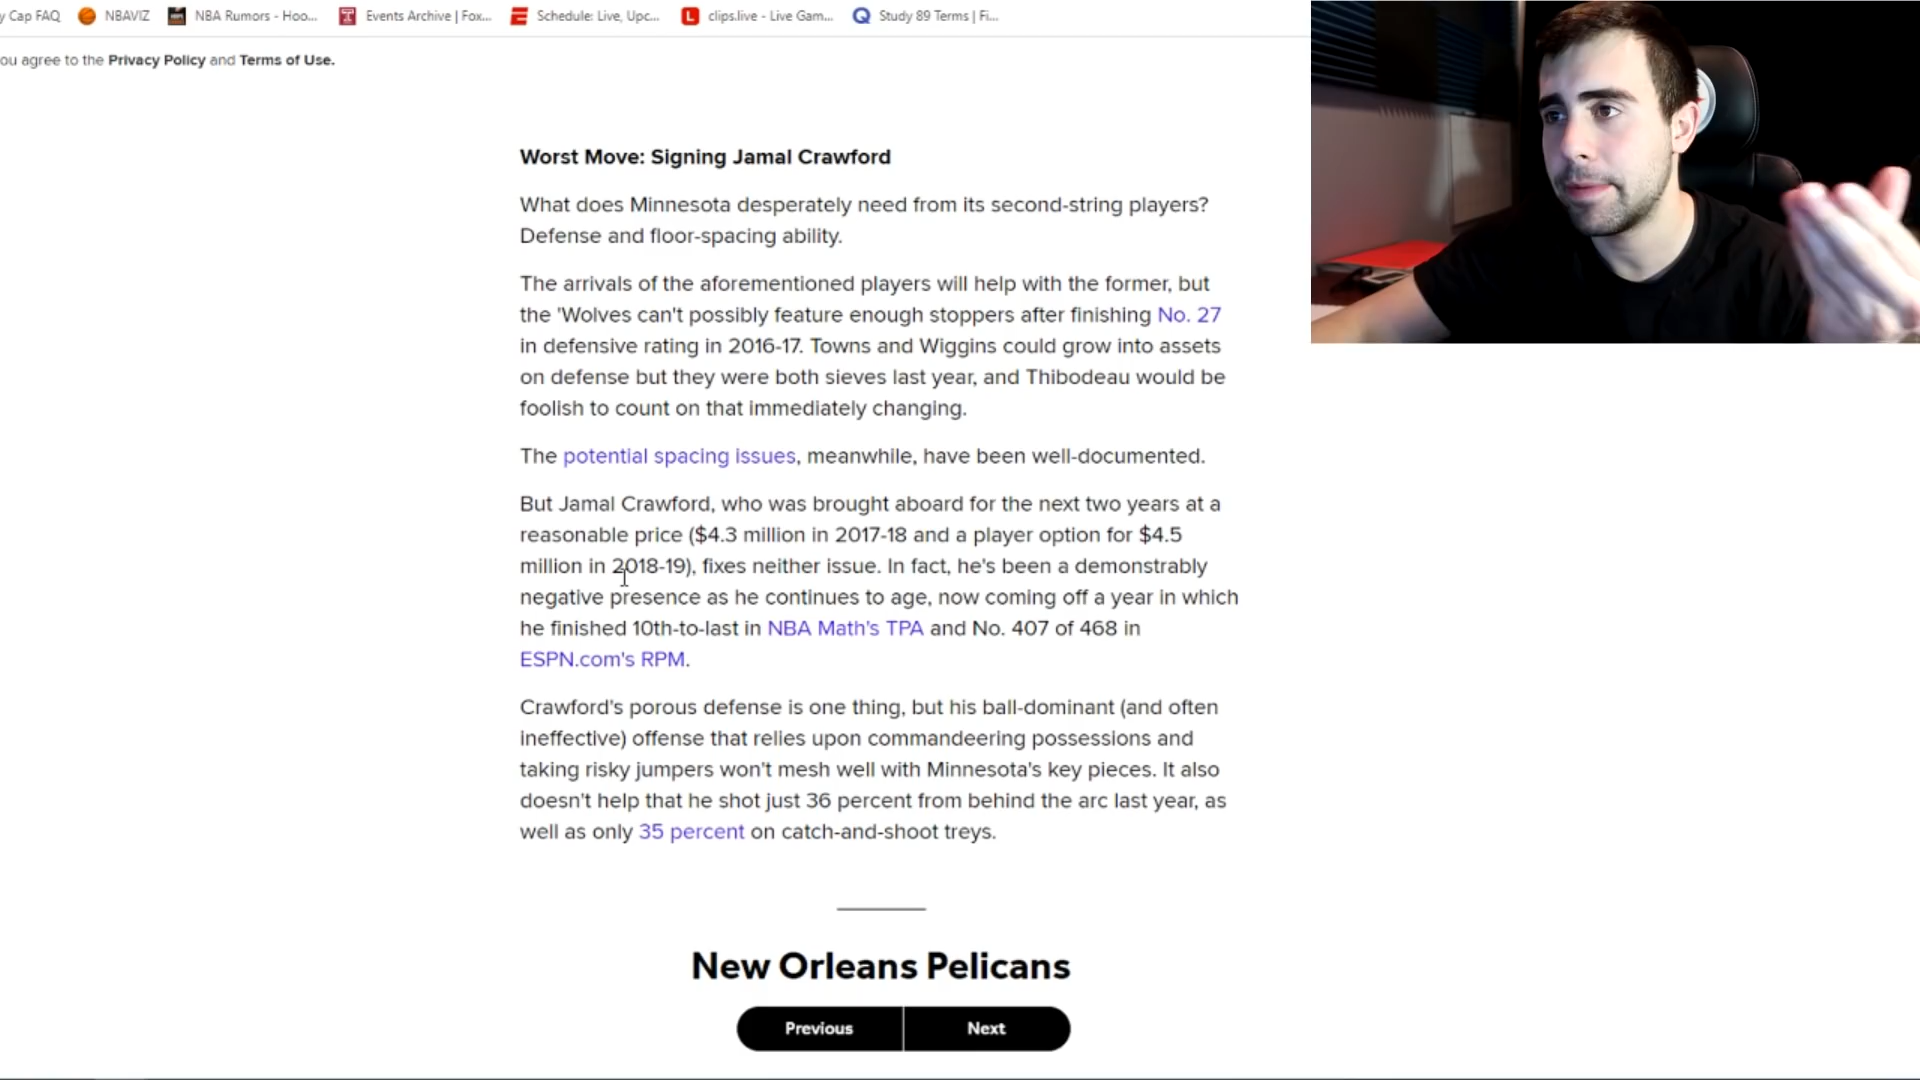 y Cap FAQ NBAVIZ NBA Rumors - Hoo... Events Archive | Fox... Schedule: Live, Upc... clips.live - Live Gam... Study 89 Terms | Fi...
ou agree to the Privacy Policy and Terms of Use.
Worst Move: Signing Jamal Crawford
What does Minnesota desperately need from its second-string players?
Defense and floor-spacing ability.
The arrivals of the aforementioned players will help with the former, but
the 'Wolves can't possibly feature enough stoppers after finishing No. 27
in defensive rating in 2016-17. Towns and Wiggins could grow into assets
on defense but they were both sieves last year, and Thibodeau would be
foolish to count on that immediately changing.
The potential spacing issues, meanwhile, have been well-documented.
But Jamal Crawford, who was brought aboard for the next two years at a
reasonable price ($4.3 million in 2017-18 and a player option for $4.5
million in 2018-19), fixes neither issue. In fact, he's been a demonstrably
negative presence as he continues to age, now coming off a year in which
he finished 10th-to-last in NBA Math's TPA and No. 407 of 468 in
ESPN.com's RPM.
Crawford's porous defense is one thing, but his ball-dominant (and often
ineffective) offense that relies upon commandeering possessions and
taking risky jumpers won't mesh well with Minnesota's key pieces. It also
doesn't help that he shot just 36 percent from behind the arc last year, as
well as only 35 percent on catch-and-shoot treys.
New Orleans Pelicans
Previous Next